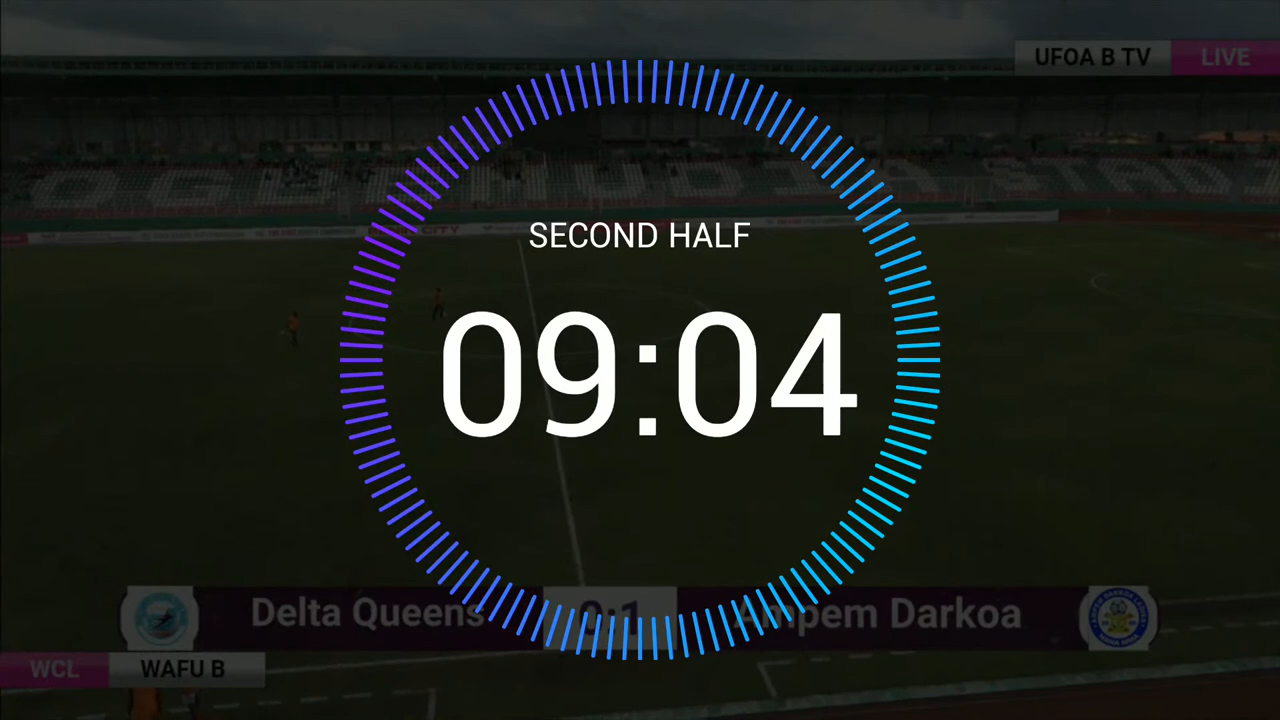 UFOA B TV LIVE
SECOND HALF
09:04
Delta Queens 0:1 Ampem Darkoa
WCL WAFU B